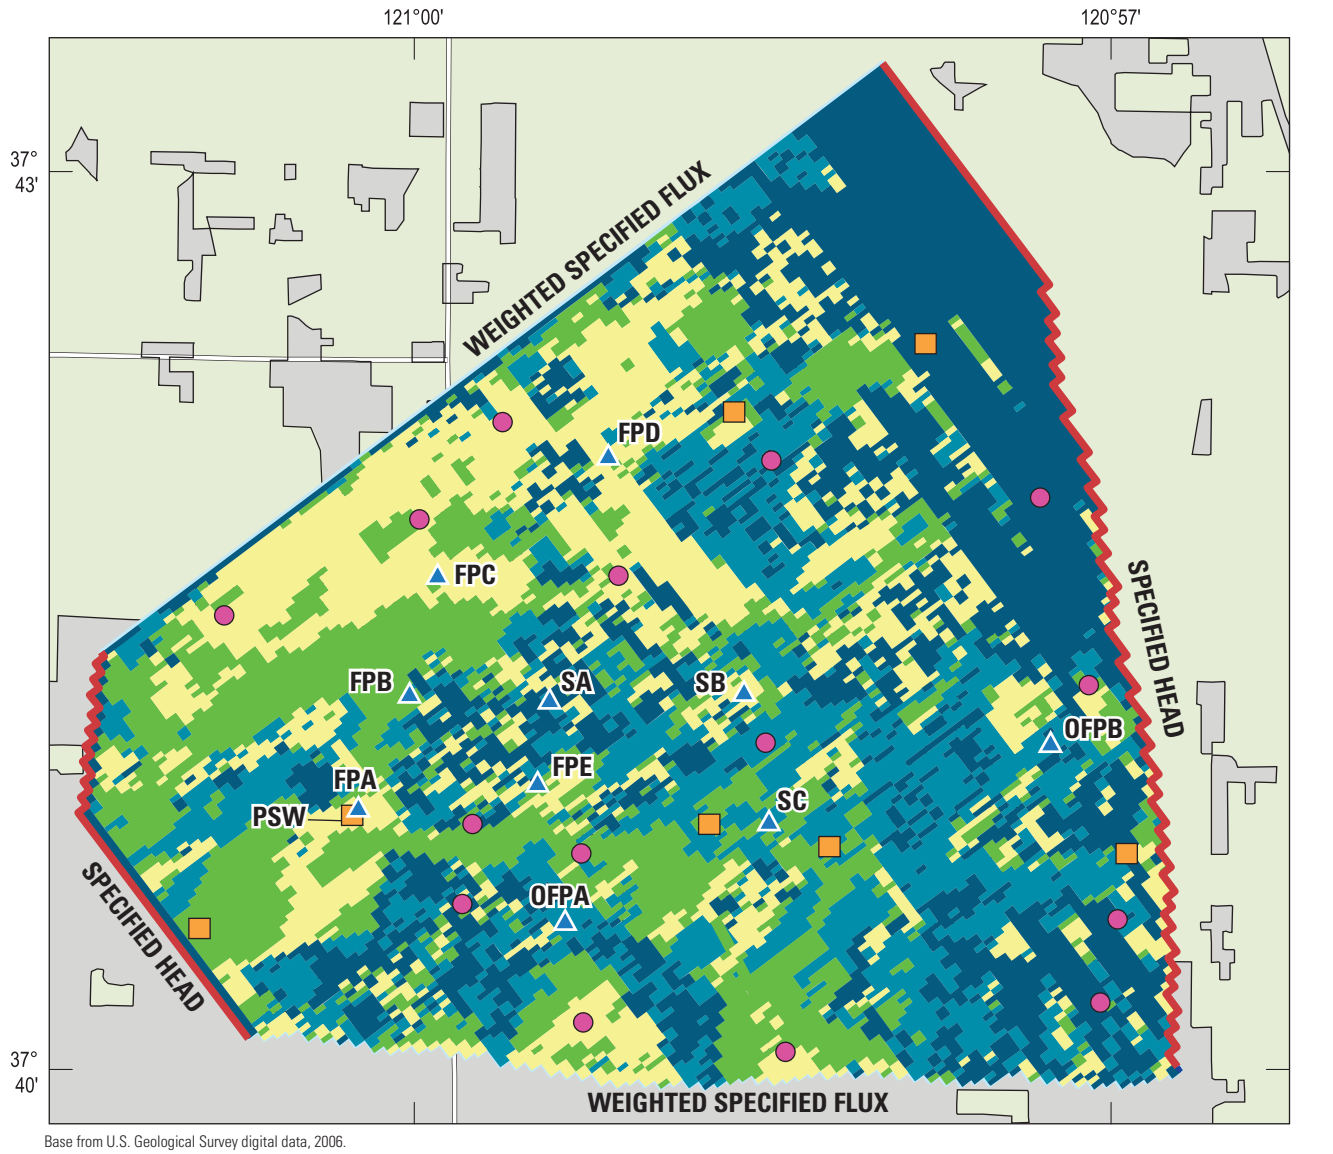 121°00'
120°57'
37°
43'
WEIGHTED SPECIFIED FLUX
FPD
FPC
SPECIFIED HEAD
FPB
SA
SB
OFPB
FPA
FPE
PSW
SC
SPECIFIED HEAD
OFPA
37°
40'
WEIGHTED SPECIFIED FLUX
Base from U.S. Geological Survey digital data, 2006.